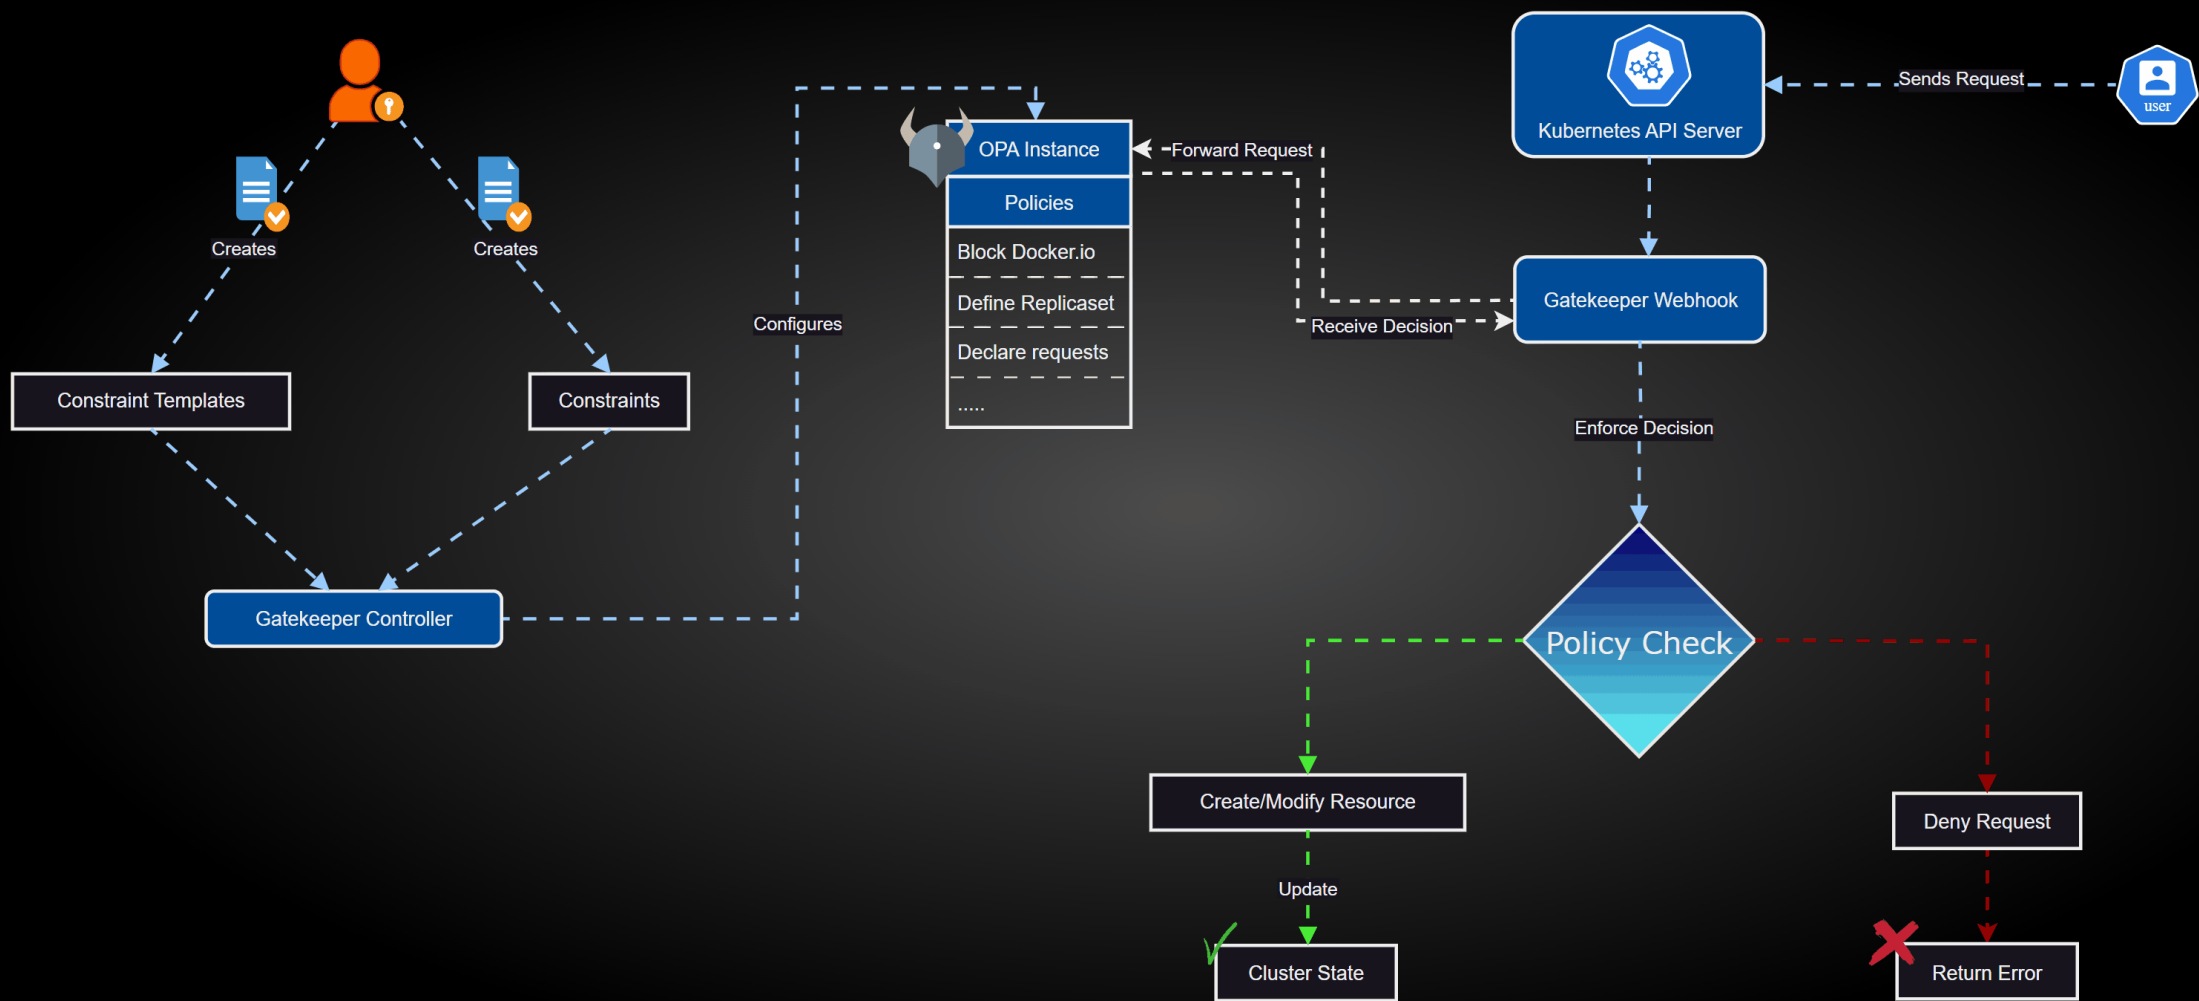 Kubernetes API Server
Sends Request
user
OPA Instance
Forward Request
Policies
Creates
Creates
Block Docker.io
Define Replicaset
Declare requests
.....
Configures
Receive Decision
Gatekeeper Webhook
Constraint Templates
Constraints
Enforce Decision
Gatekeeper Controller
Policy Check
Create/Modify Resource
Deny Request
Update
Cluster State
Return Error